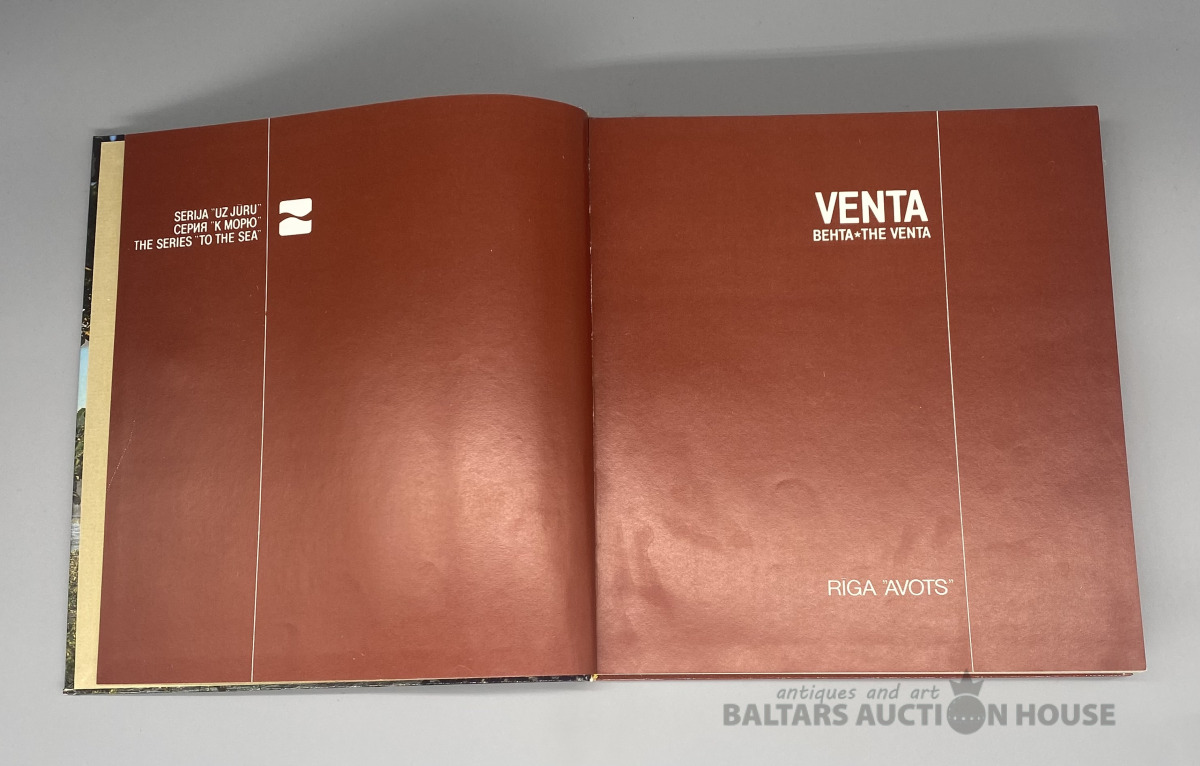 SERIJA "UZ JŪRU"
СЕРИЯ "К МОРЮ"
THE SERIES "TO THE SEA"
VENTA
ВЕНТА★THE VENTA
RIGA "AVOTS"
antiques and art
BALTARS AUCTION HOUSE